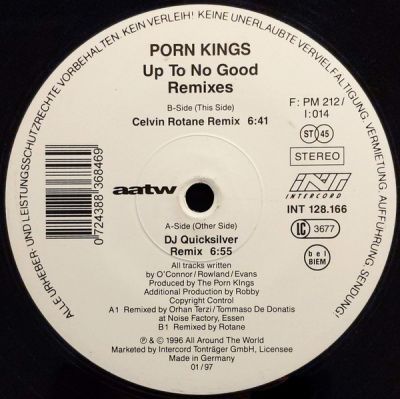 ALLE URHEBER- UND LEISTUNGSSCHUTZRECHTE VORBEHALTEN KEIN VERLEIH! KEINE UNERLAUBTE VERVIELFÄLTIGUNG, VERMIETUNG, AUFFÜHRUNG, SENDUNG!
PORN KINGS
Up To No Good
Remixes
B-Side (This Side)
Celvin Rotane Remix 6:41
F: PM 212/
I: 014
ST 45
STEREO
INT
INTERCORD
INT 128.166
LC 3677
bel
BIEM
0724388368469
aatw
A-Side (Other Side)
DJ Quicksilver
Remix 6:55
All tracks written
by O'Connor/Rowland/Evans
Produced by The Porn Kings
Additional Production by Robby
Copyright Control
A1 Remixed by Orhan Terzi/Tommaso De Donatis
at Noise Factory, Essen
B1 Remixed by Rotane
℗ & © 1996 All Around The World
Marketed by Intercord Tonträger GmbH, Licensee
Made in Germany
01/97